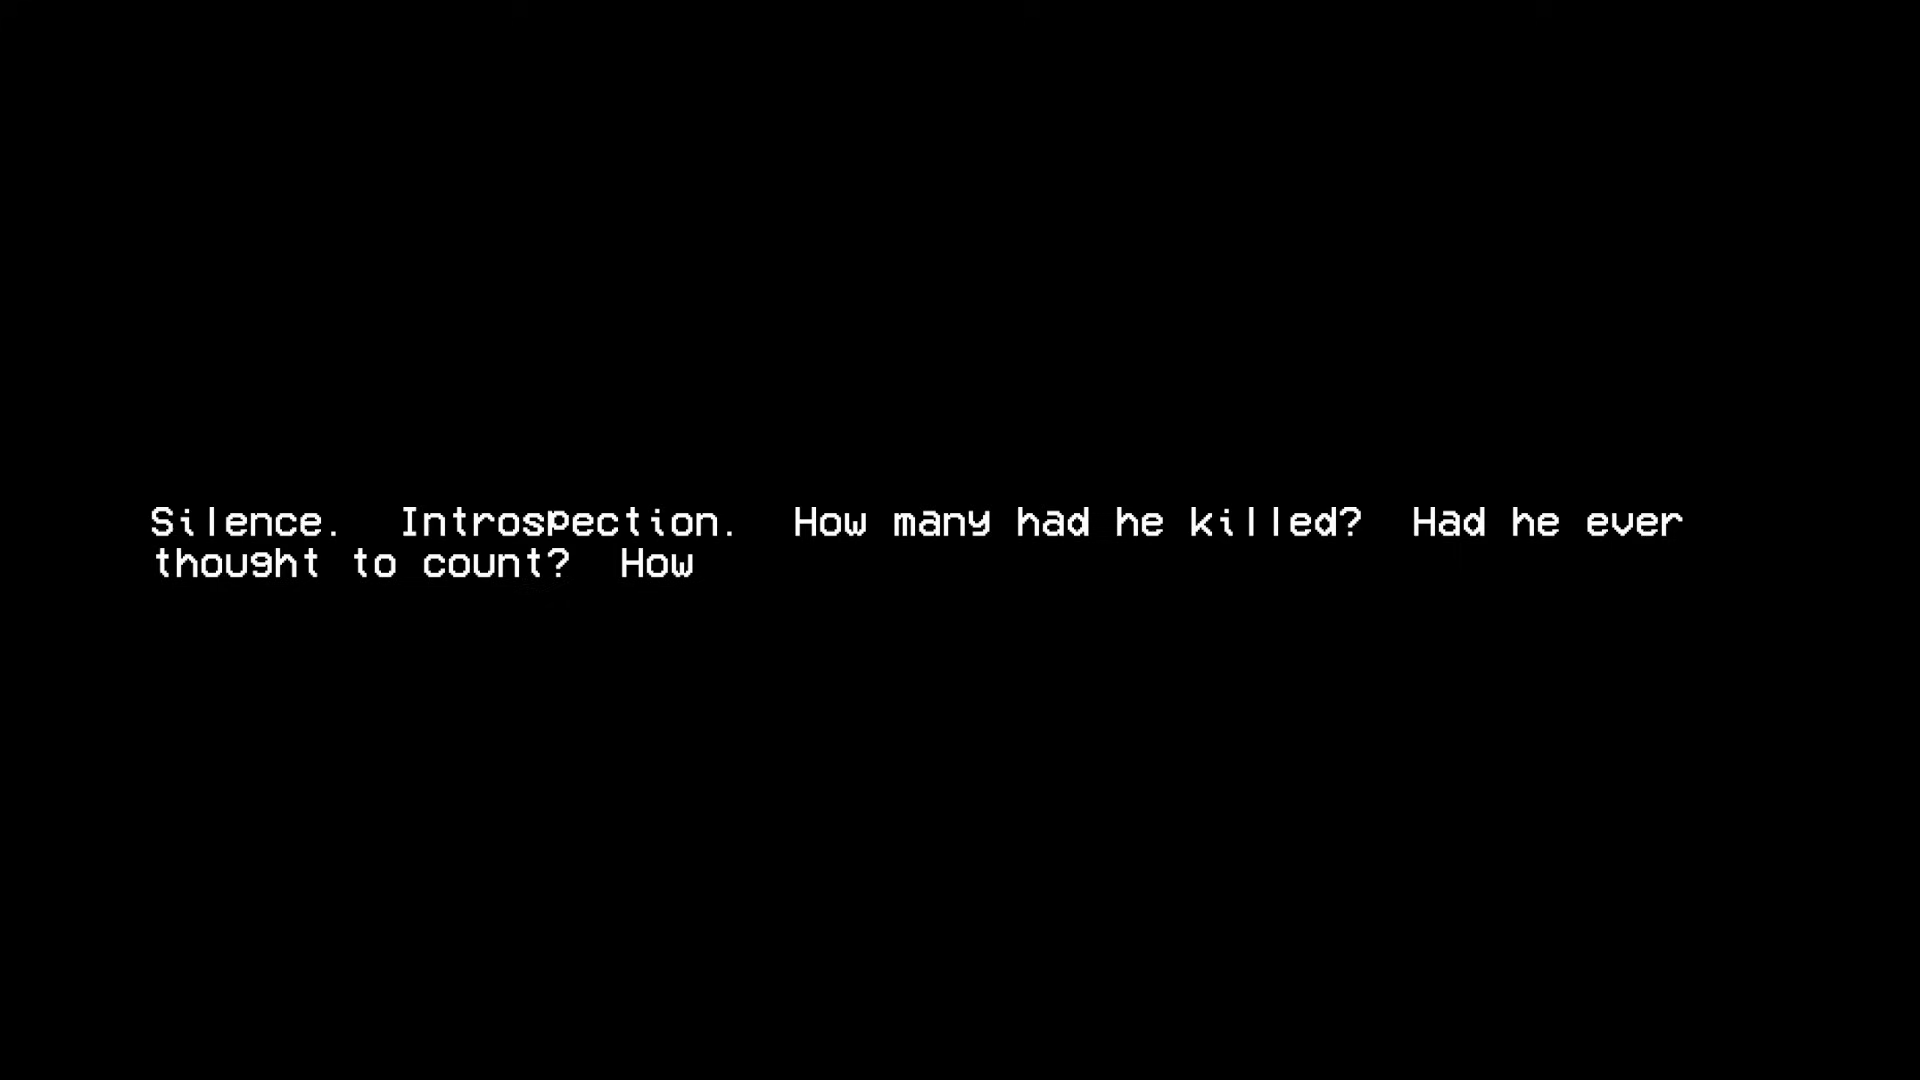 Silence.  Introspection.  How many had he killed?  Had he ever
thought to count?  How